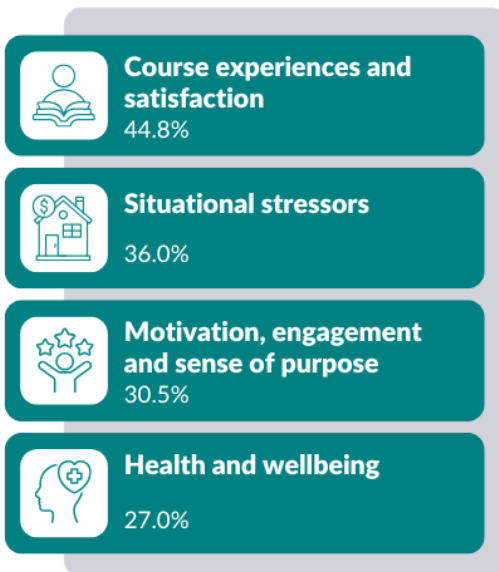 Course experiences and
satisfaction
44.8%
Situational stressors
36.0%
Motivation, engagement
and sense of purpose
30.5%
Health and wellbeing
27.0%